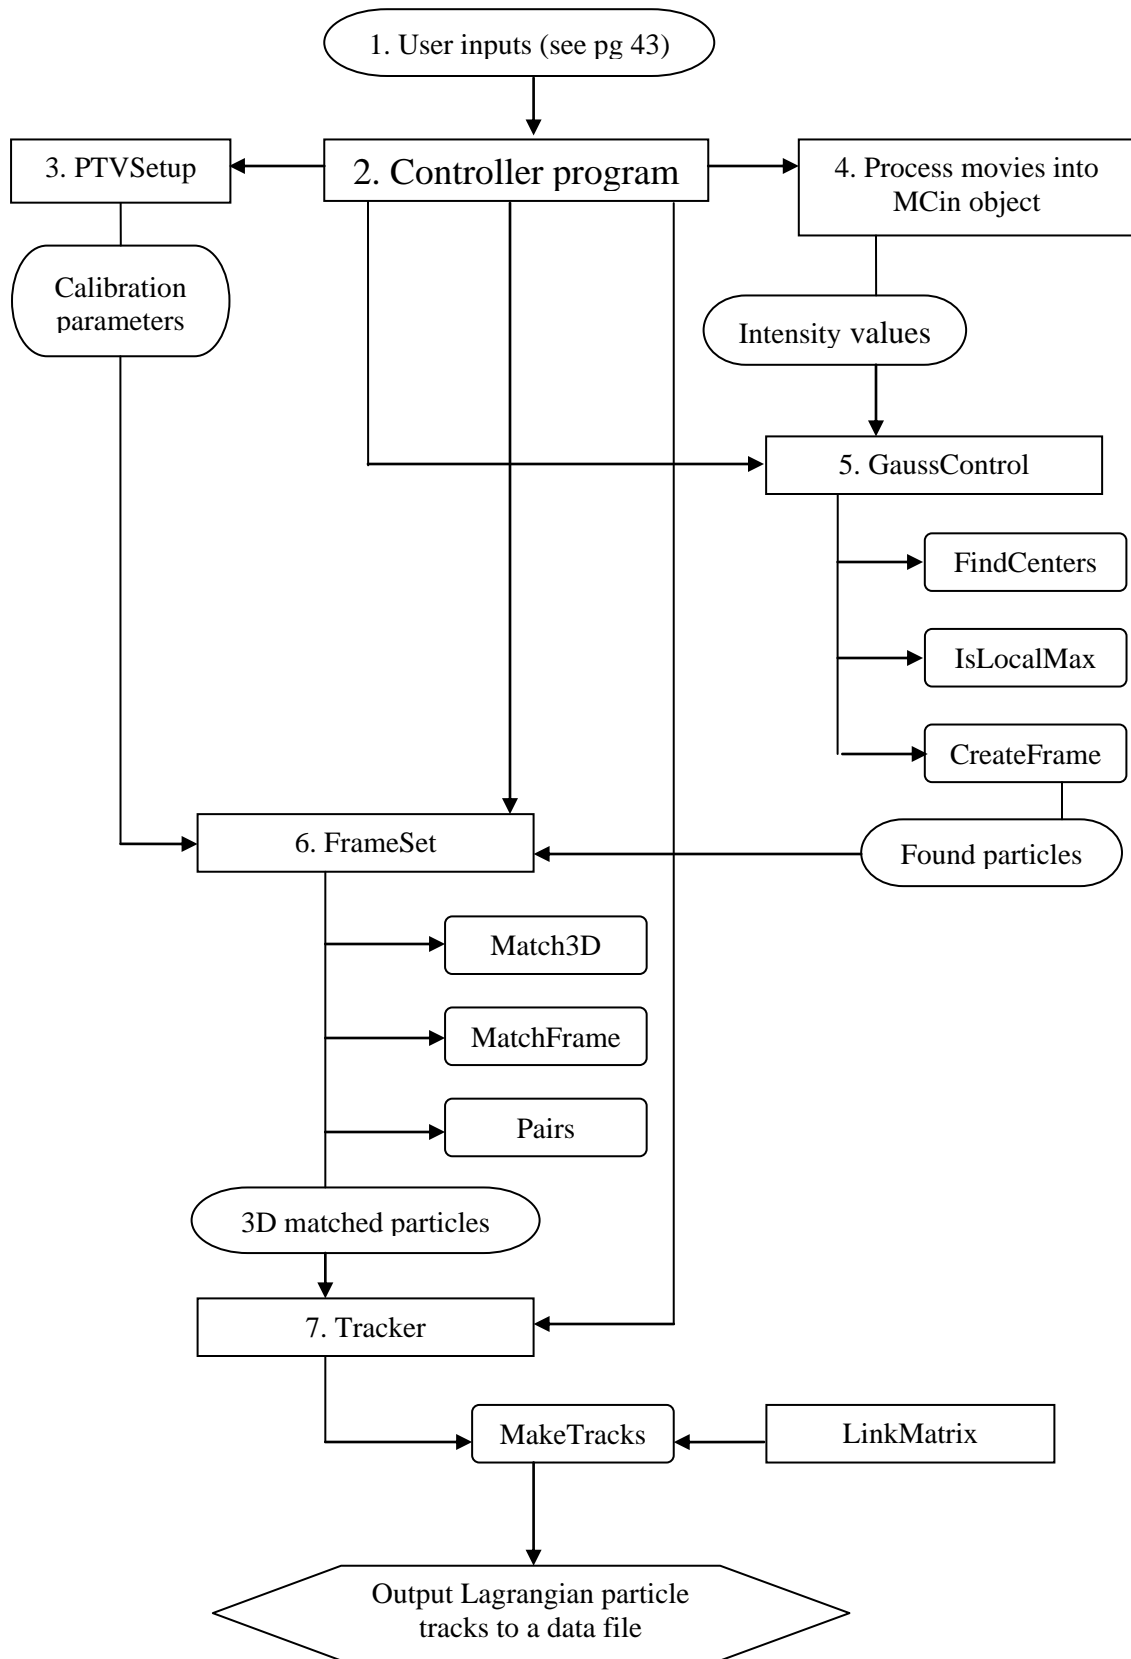 1. User inputs (see pg 43)
3. PTVSetup
2. Controller program
4. Process movies into
MCin object
Calibration
parameters
Intensity values
5. GaussControl
FindCenters
IsLocalMax
CreateFrame
6. FrameSet
Found particles
Match3D
MatchFrame
Pairs
3D matched particles
7. Tracker
MakeTracks
LinkMatrix
Output Lagrangian particle
tracks to a data file